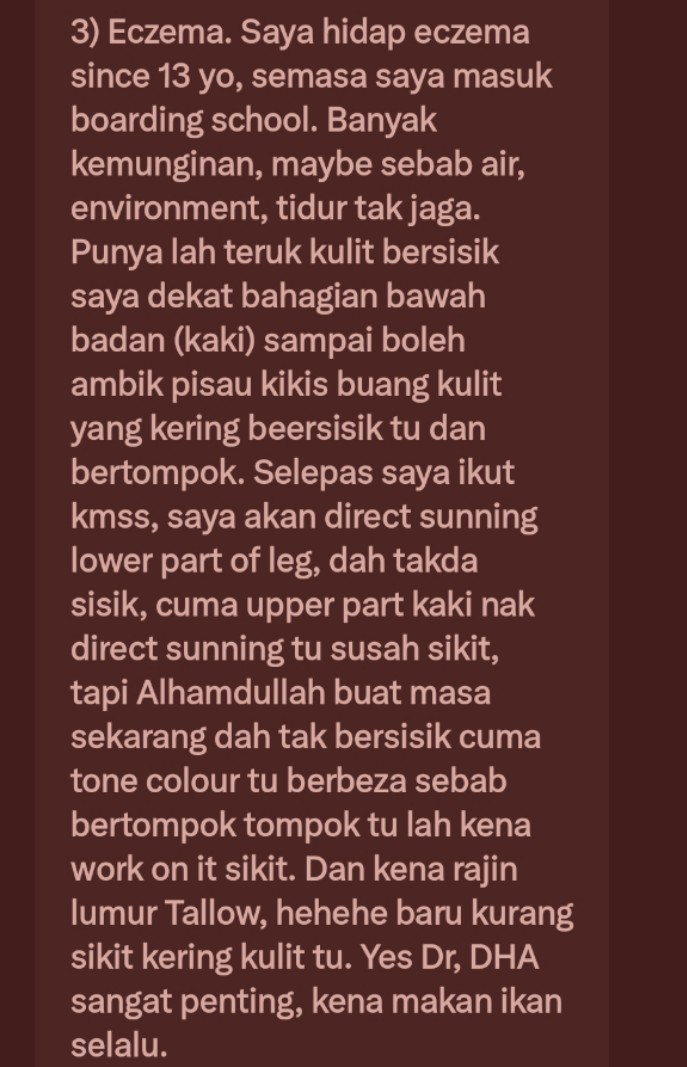 3) Eczema. Saya hidap eczema
since 13 yo, semasa saya masuk
boarding school. Banyak
kemunginan, maybe sebab air,
environment, tidur tak jaga.
Punya lah teruk kulit bersisik
saya dekat bahagian bawah
badan (kaki) sampai boleh
ambik pisau kikis buang kulit
yang kering beersisik tu dan
bertompok. Selepas saya ikut
kmss, saya akan direct sunning
lower part of leg, dah takda
sisik, cuma upper part kaki nak
direct sunning tu susah sikit,
tapi Alhamdullah buat masa
sekarang dah tak bersisik cuma
tone colour tu berbeza sebab
bertompok tompok tu lah kena
work on it sikit. Dan kena rajin
lumur Tallow, hehehe baru kurang
sikit kering kulit tu. Yes Dr, DHA
sangat penting, kena makan ikan
selalu.